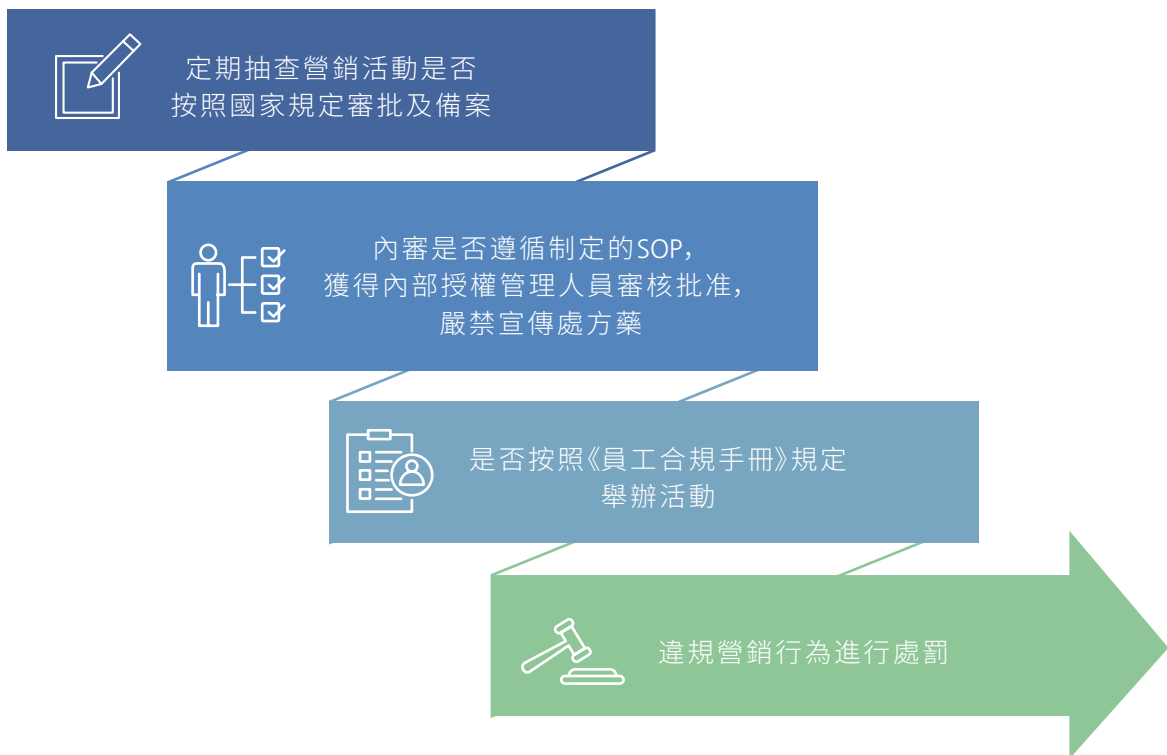 定期抽查營銷活動是否
按照國家規定審批及備案
內審是否遵循制定的SOP，
獲得內部授權管理人員審核批准，
嚴禁宣傳處方藥
是否按照《員工合規手冊》規定
舉辦活動
違規營銷行為進行處罰